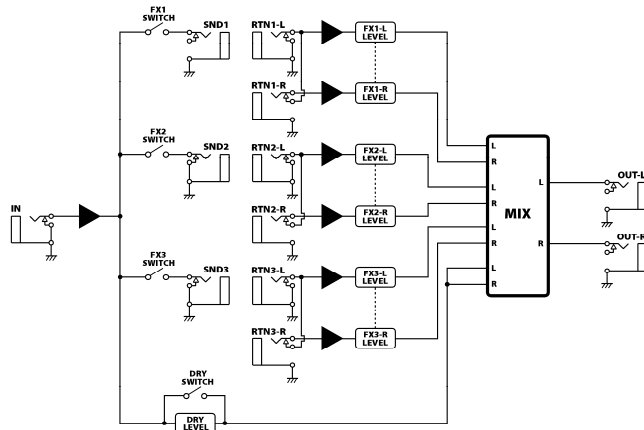 FX1
SWITCH
SND1
RTN1-L
FX1-L
LEVEL
RTN1-R
FX1-R
LEVEL
FX2
SWITCH
SND2
RTN2-L
FX2-L
LEVEL
RTN2-R
FX2-R
LEVEL
FX3
SWITCH
SND3
RTN3-L
FX3-L
LEVEL
RTN3-R
FX3-R
LEVEL
IN
DRY
SWITCH
DRY
LEVEL
L
R
L
R
L
R
L
R
MIX
L
R
OUT-L
OUT-R